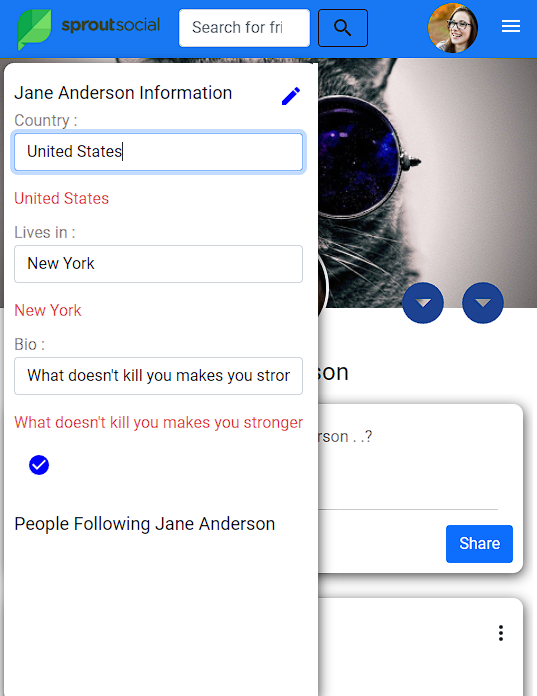 sproutsocial
Search for fri
Jane Anderson Information
Country :
United States
United States
Lives in :
New York
New York
Bio :
What doesn't kill you makes you stror
What doesn't kill you makes you stronger
People Following Jane Anderson
son
rson . .?
Share